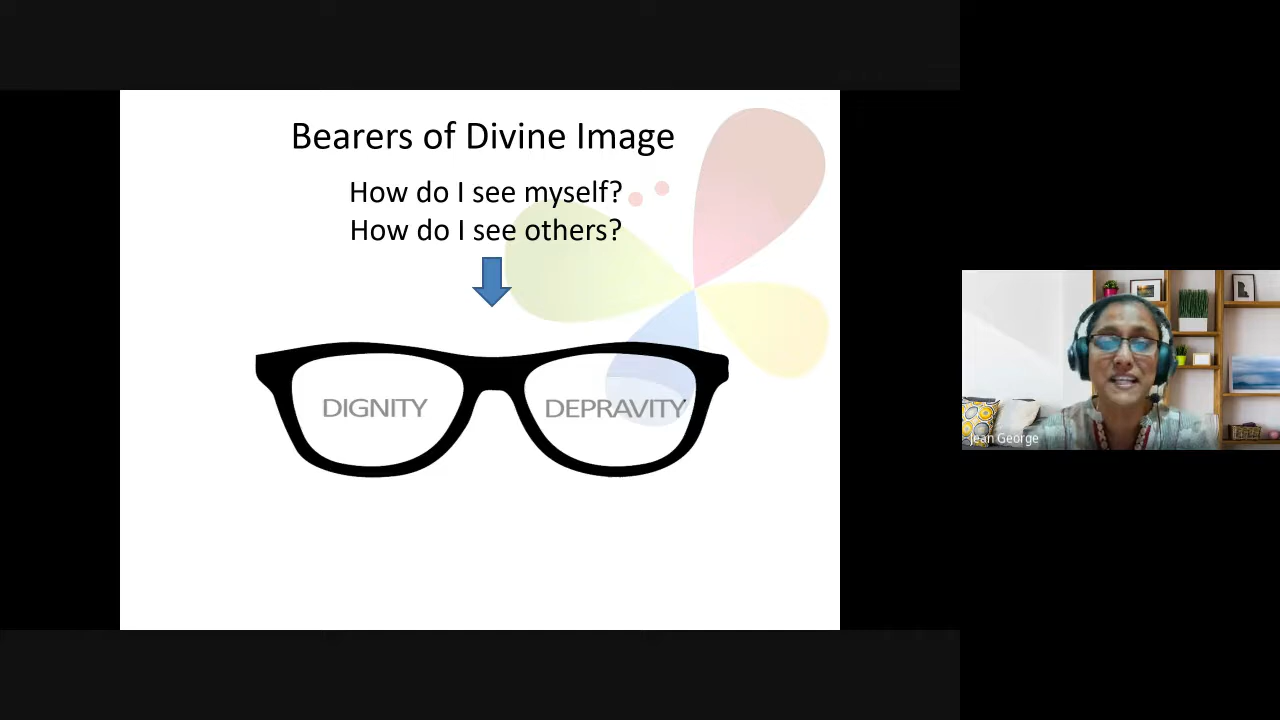 Bearers of Divine Image
How do I see myself?
How do I see others?
DIGNITY
DEPRAVITY
Jean George